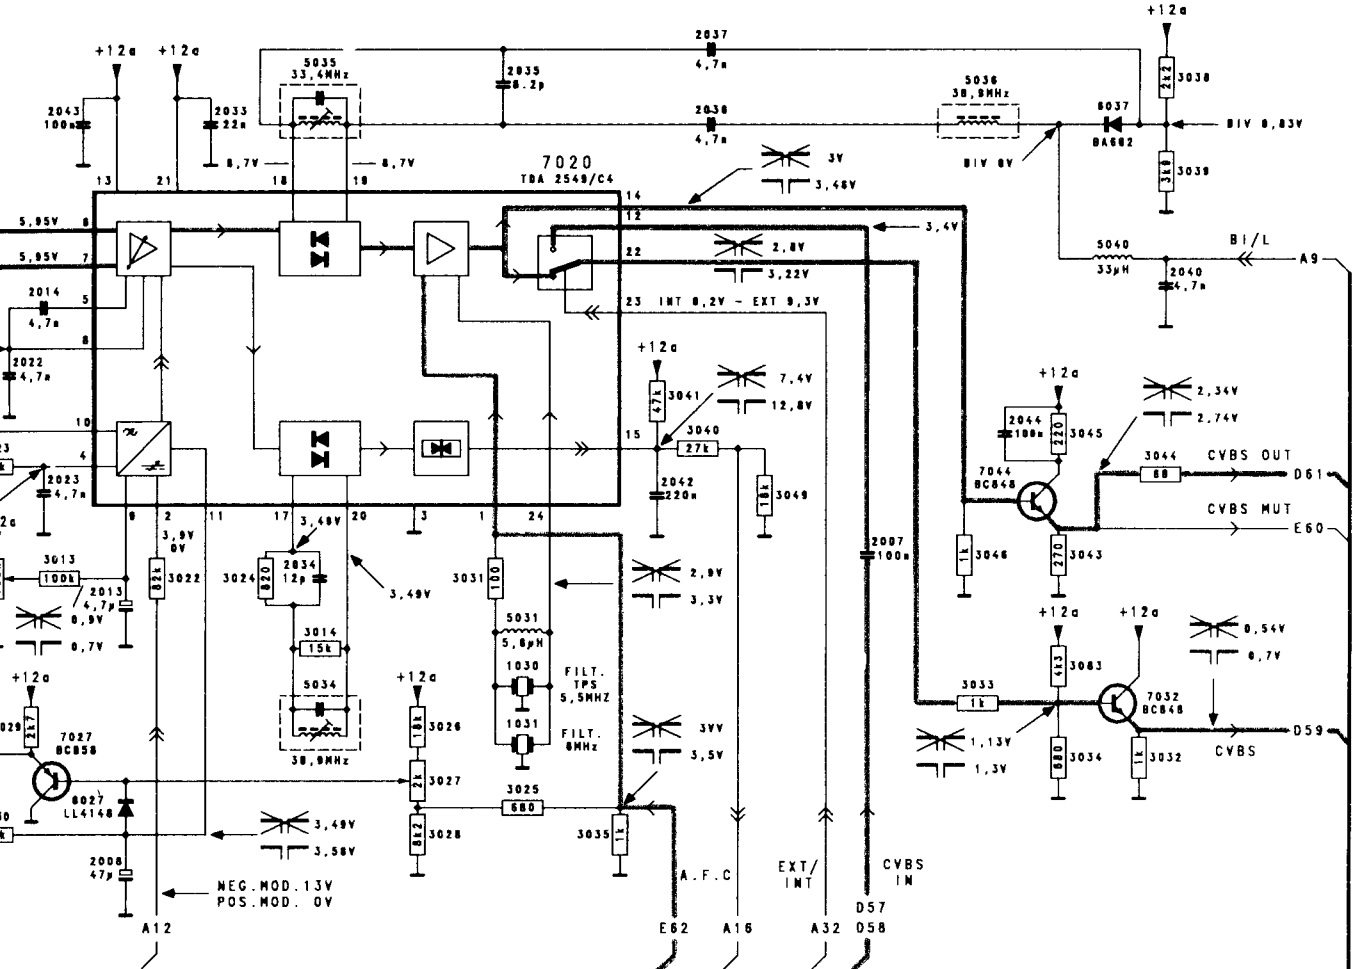 +12a
+12a
5035
33,4MHz
2037
4,7n
2035
8.2p
+12a
2k2
3038
2043
100n
2033
22n
5036
38,9MHz
2036
4,7n
6037
BA682
BIV 0,83V
BIV 0V
3k9
3039
8,7V
8,7V
7020
TDA 2549/C4
3V
3,48V
13
21
18
19
14
12
22
5,95V
6
5,95V
7
3,4V
2,8V
3,22V
5040
33µH
BI/L
A9
2040
4,7n
2014
4,7n
5
8
23
INT 0,2V - EXT 9,3V
2022
4,7n
+12a
7,4V
12,8V
47k
3041
+12a
2,34V
2,74V
2044
100n
220
3045
10
4
15
3040
27k
18k
3049
2042
220n
2023
4,7n
7044
BC848
3044
68
CVBS OUT
D61
CVBS MUT
E60
9
2
11
17
20
3
1
24
3,9V
0V
3,48V
2034
12p
3024
820
3,49V
3013
100k
2013
4,7µ
82k
3022
0,9V
0,7V
3031
100
2,9V
3,3V
2007
100n
1k
3046
270
3043
3014
15k
5034
38,9MHz
5031
5,6µH
1030
FILT.
TPS
5,5MHZ
1031
FILT.
6MHz
+12a
+12a
4k3
3083
0,54V
0,7V
3033
1k
7032
BC848
1,13V
1,3V
680
3034
1k
3032
CVBS
D59
+12a
2k7
7027
BC858
6027
LL4148
+12a
18k
3026
2k
3027
8k2
3028
3025
680
3VV
3,5V
3035
1k
3,49V
3,58V
2008
47µ
NEG.MOD.13V
POS.MOD. 0V
A.F.C
EXT/
INT
CVBS
IN
D57
D58
A12
E62
A16
A32